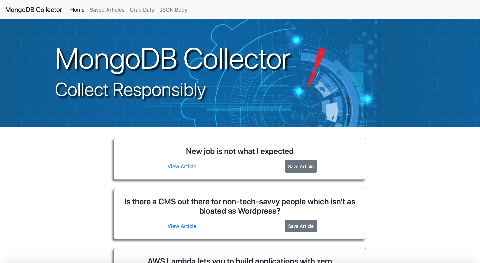 MongoDB Collector Home Saved Articles Grab Data JSON Body
MongoDB Collector
Collect Responsibly
New job is not what I expected
View Article Save Article
Is there a CMS out there for non-tech-savvy people which isn't as
bloated as Wordpress?
View Article Save Article
AWS Lambda lets you to build applications with zero